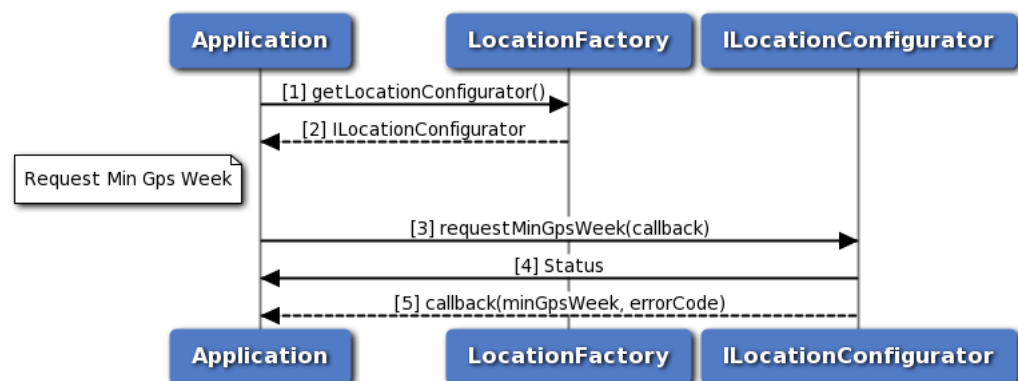 Application
LocationFactory
ILocationConfigurator
[1] getLocationConfigurator()
[2] ILocationConfigurator
Request Min Gps Week
[3] requestMinGpsWeek(callback)
[4] Status
[5] callback(minGpsWeek, errorCode)
Application
LocationFactory
ILocationConfigurator